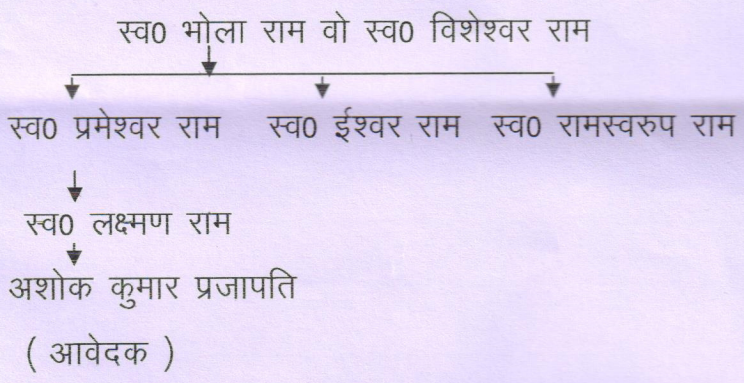 स्व0 भोला राम वो स्व0 विशेश्वर राम
स्व0 प्रमेश्वर राम स्व0 ईश्वर राम स्व0 रामस्वरुप राम
स्व0 लक्ष्मण राम
अशोक कुमार प्रजापति
( आवेदक )